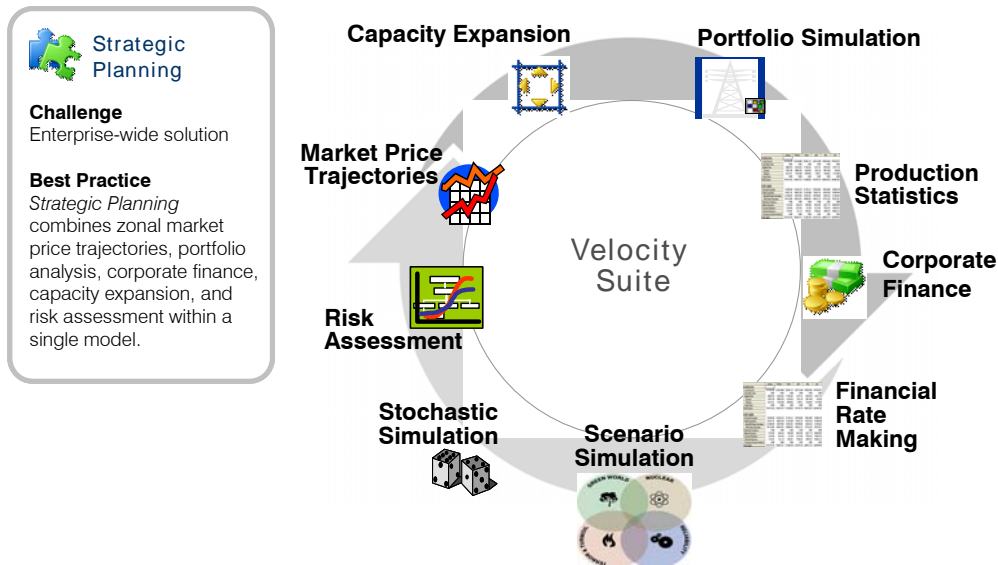 Strategic
Planning
Challenge
Enterprise-wide solution
Best Practice
Strategic Planning
combines zonal market
price trajectories, portfolio
analysis, corporate finance,
capacity expansion, and
risk assessment within a
single model.
Capacity Expansion
Portfolio Simulation
Market Price
Trajectories
Production
Statistics
Velocity
Suite
Corporate
Finance
Risk
Assessment
Financial
Rate
Making
Stochastic
Simulation
Scenario
Simulation
GREEN WORLD
NUCLEAR